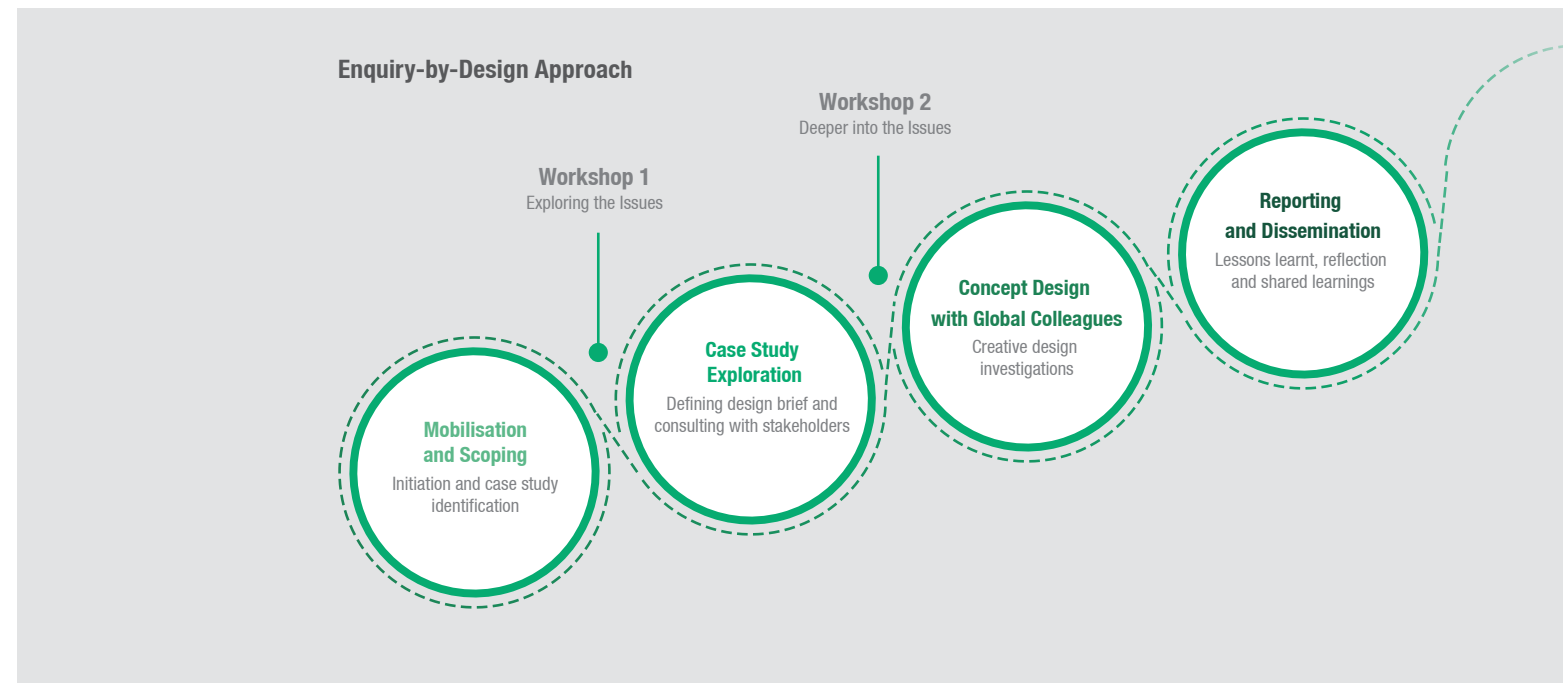 Enquiry-by-Design Approach
Workshop 1
Exploring the Issues
Workshop 2
Deeper into the Issues
Mobilisation
and Scoping
Initiation and case study
identification
Case Study
Exploration
Defining design brief and
consulting with stakeholders
Concept Design
with Global Colleagues
Creative design
investigations
Reporting
and Dissemination
Lessons learnt, reflection
and shared learnings